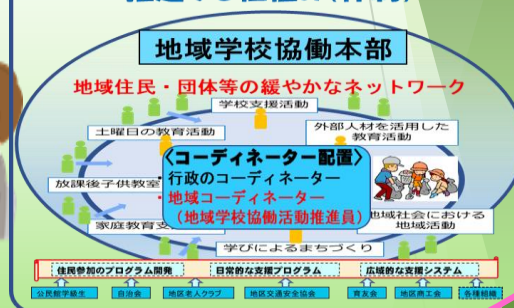 地域学校協働本部
地域住民・団体等の緩やかなネットワーク
学校支援活動
土曜日の教育活動
外部人材を活用した
教育活動
〈コーディネーター配置〉
・行政のコーディネーター
・地域コーディネーター
(地域学校協働活動推進員)
放課後子供教室
家庭教育支
地域社会における
地域活動
学びによるまちづくり
住民参加のプログラム開発
日常的な支援プログラム
広域的な支援システム
公民館学級生
自治会
地区老人クラブ
地区交通安全協会
育友会
地区商工会
各種組織